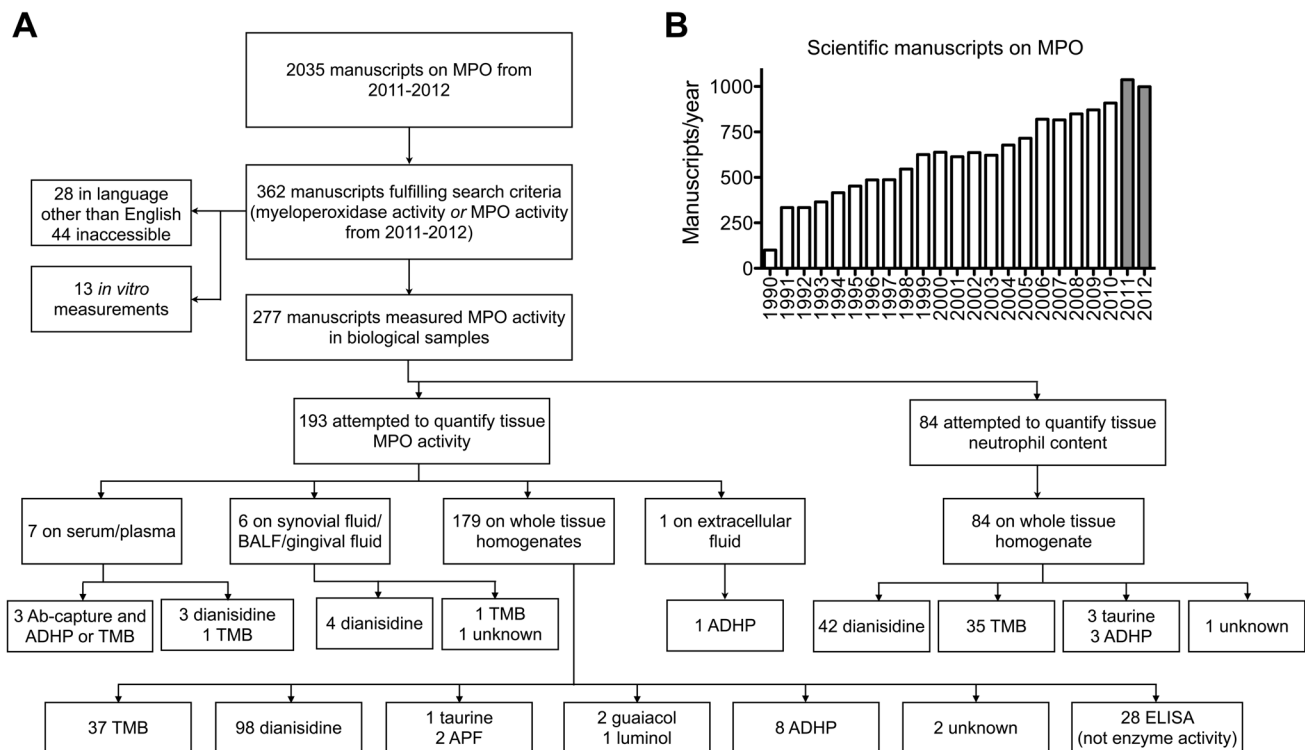 A
2035 manuscripts on MPO from
2011-2012
362 manuscripts fulfilling search criteria
(myeloperoxidase activity or MPO activity
from 2011-2012)
28 in language
other than English
44 inaccessible
13 in vitro
measurements
277 manuscripts measured MPO activity
in biological samples
B
Scientific manuscripts on MPO
Manuscripts/year
1000
750
500
250
0
1990
1991
1992
1993
1994
1995
1996
1997
1998
1999
2000
2001
2002
2003
2004
2005
2006
2007
2008
2009
2010
2011
2012
193 attempted to quantify tissue
MPO activity
84 attempted to quantify tissue
neutrophil content
7 on serum/plasma
6 on synovial fluid/
BALF/gingival fluid
179 on whole tissue
homogenates
1 on extracellular
fluid
84 on whole tissue
homogenate
3 Ab-capture and
ADHP or TMB
3 dianisidine
1 TMB
4 dianisidine
1 TMB
1 unknown
1 ADHP
42 dianisidine
35 TMB
3 taurine
3 ADHP
1 unknown
37 TMB
98 dianisidine
1 taurine
2 APF
2 guaiacol
1 luminol
8 ADHP
2 unknown
28 ELISA
(not enzyme activity)